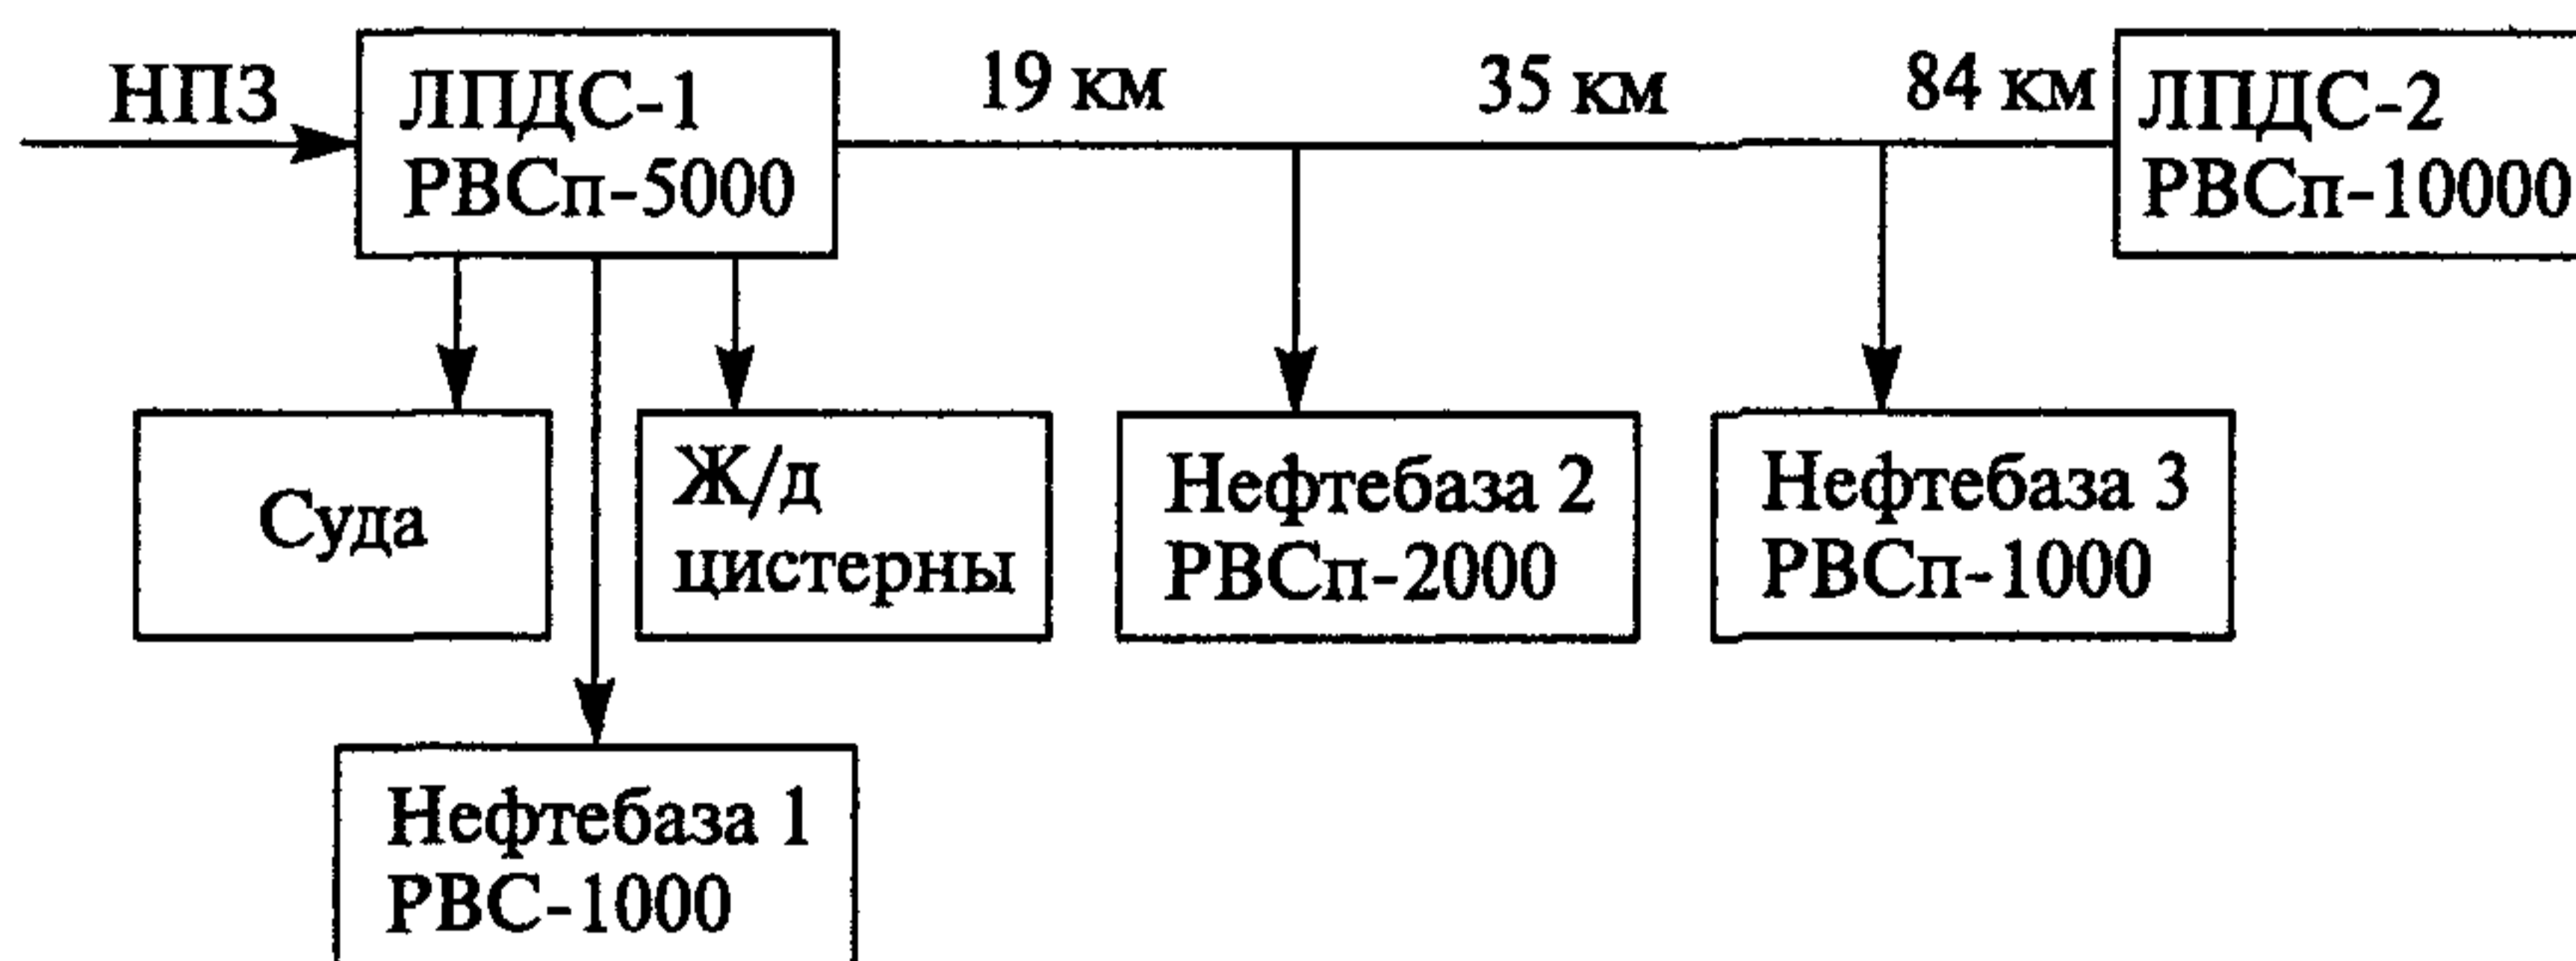 НПЗ
ЛПДС-1
РВСп-5000
19 км
35 км
84 км
ЛПДС-2
РВСп-10000
Суда
Ж/д
цистерны
Нефтебаза 2
РВСп-2000
Нефтебаза 3
РВСп-1000
Нефтебаза 1
РВС-1000